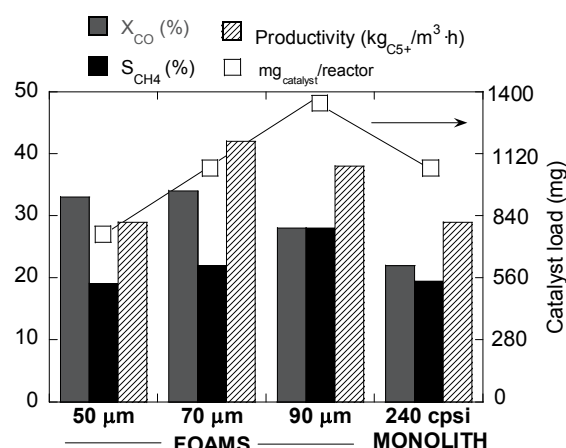 X_CO (%)
Productivity (kg_C5+/m³·h)
S_CH4 (%)
mg_catalyst/reactor
50
40
30
20
10
0
1400
1120
840
560
280
0
Catalyst load (mg)
50 µm
70 µm
90 µm
240 cpsi
FOAMS
MONOLITH